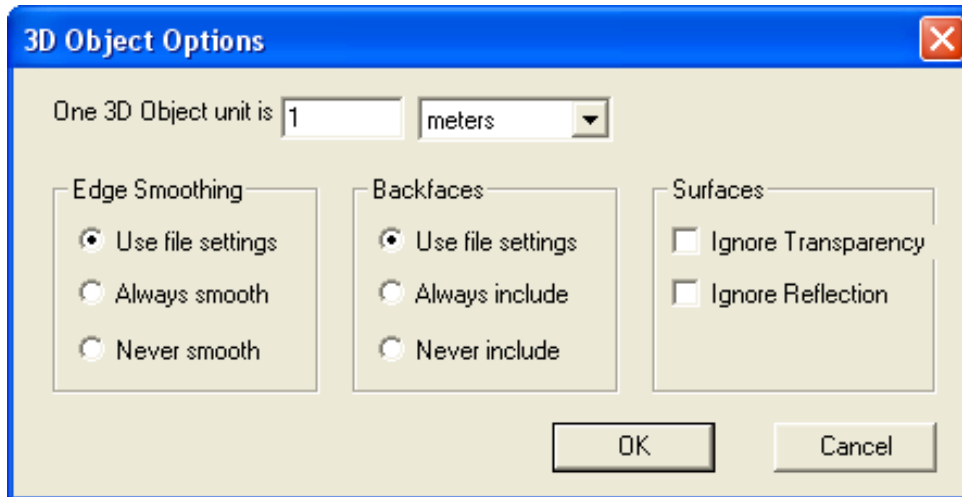 3D Object Options
One 3D Object unit is 1 meters
Edge Smoothing
Use file settings
Always smooth
Never smooth
Backfaces
Use file settings
Always include
Never include
Surfaces
Ignore Transparency
Ignore Reflection
OK
Cancel